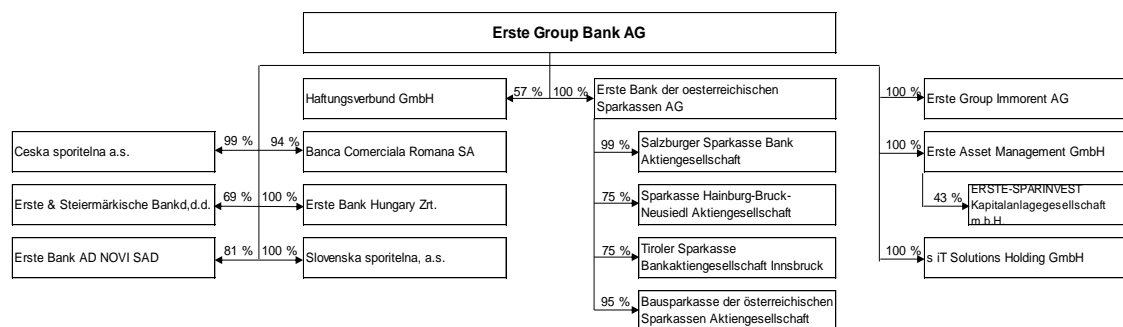 Erste Group Bank AG
Haftungsverbund GmbH
57 %
100 %
Erste Bank der oesterreichischen
Sparkassen AG
100 %
Erste Group Immorent AG
Ceska sporitelna a.s.
99 %
94 %
Banca Comerciala Romana SA
99 %
Salzburger Sparkasse Bank
Aktiengesellschaft
100 %
Erste Asset Management GmbH
Erste & Steiermärkische Bankd,d.d.
69 %
100 %
Erste Bank Hungary Zrt.
75 %
Sparkasse Hainburg-Bruck-
Neusiedl Aktiengesellschaft
43 %
ERSTE-SPARINVEST
Kapitalanlagegesellschaft
m.b.H.
Erste Bank AD NOVI SAD
81 %
100 %
Slovenska sporitelna, a.s.
75 %
Tiroler Sparkasse
Bankaktiengesellschaft Innsbruck
100 %
s iT Solutions Holding GmbH
95 %
Bausparkasse der österreichischen
Sparkassen Aktiengesellschaft